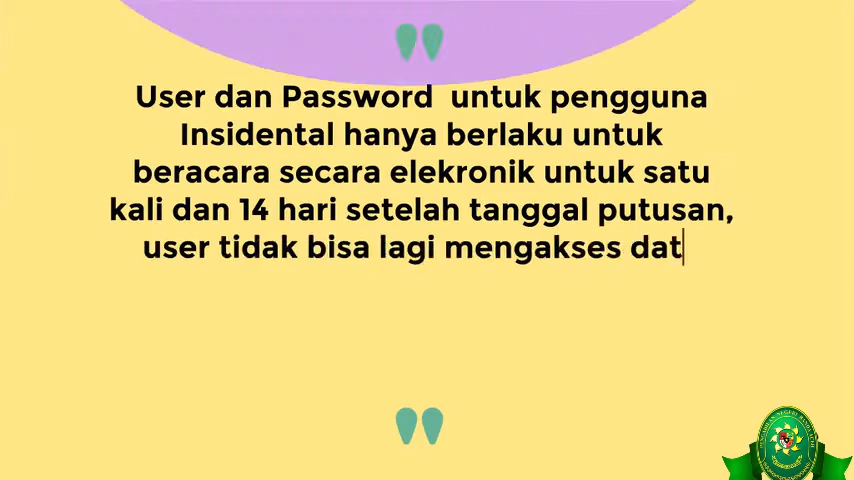 User dan Password untuk pengguna
Insidental hanya berlaku untuk
beracara secara elekronik untuk satu
kali dan 14 hari setelah tanggal putusan,
user tidak bisa lagi mengakses dat